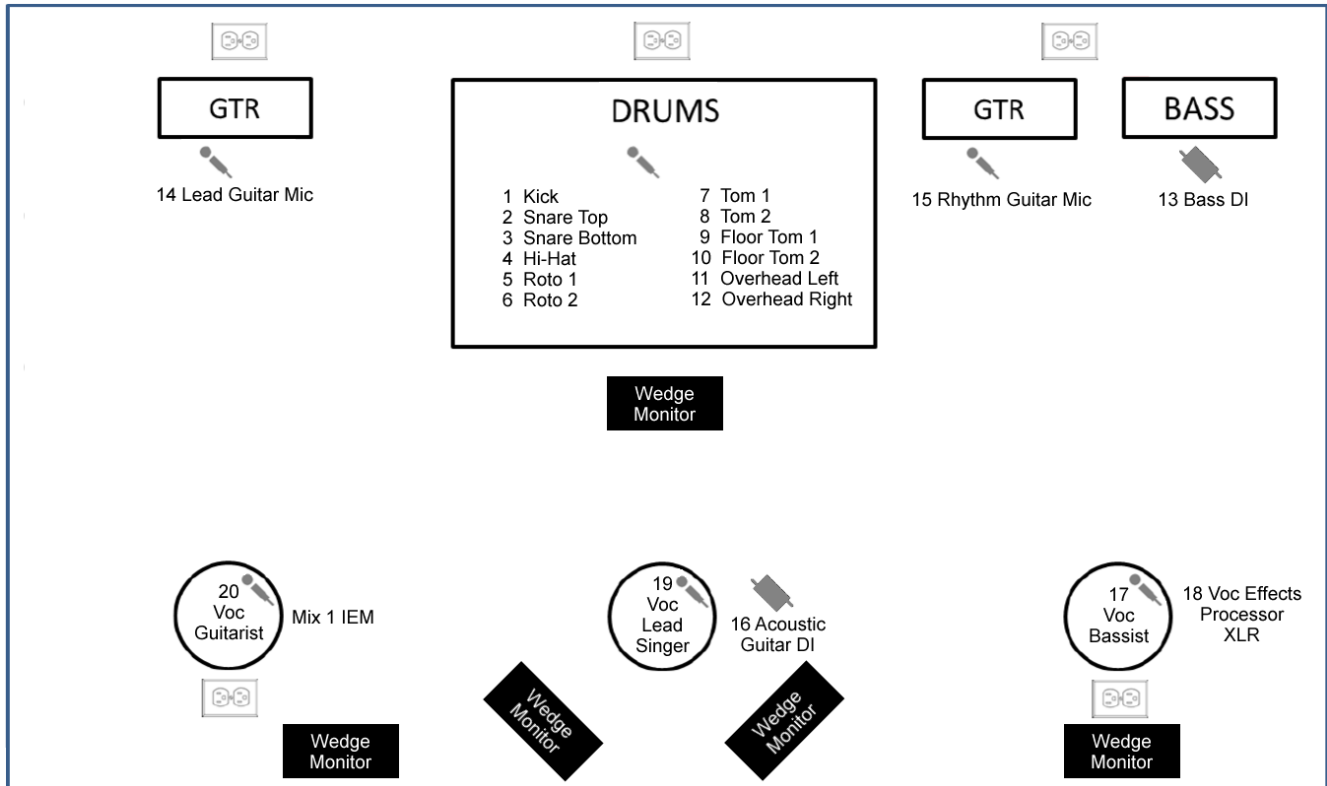 GTR
DRUMS
GTR
BASS
14 Lead Guitar Mic
1 Kick
2 Snare Top
3 Snare Bottom
4 Hi-Hat
5 Roto 1
6 Roto 2
7 Tom 1
8 Tom 2
9 Floor Tom 1
10 Floor Tom 2
11 Overhead Left
12 Overhead Right
15 Rhythm Guitar Mic
13 Bass DI
Wedge
Monitor
20
Voc
Guitarist
Mix 1 IEM
19
Voc
Lead
Singer
16 Acoustic
Guitar DI
17
Voc
Bassist
18 Voc Effects
Processor
XLR
Wedge
Monitor
Wedge
Monitor
Wedge
Monitor
Wedge
Monitor